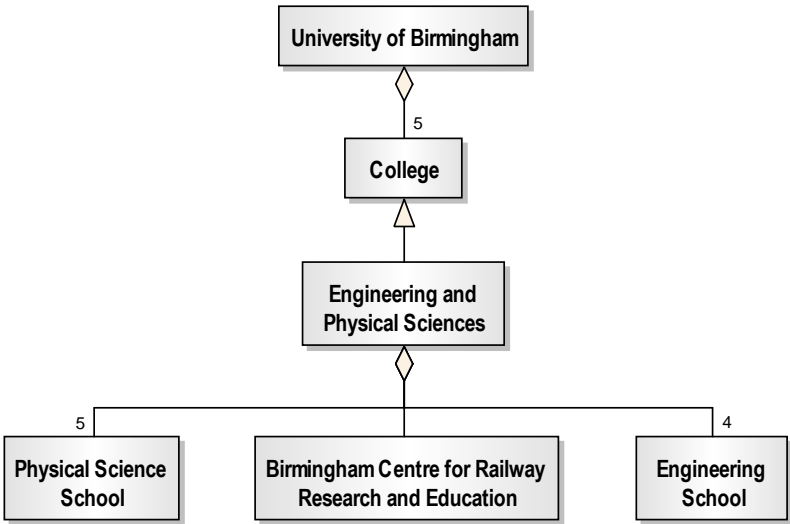 University of Birmingham
5
College
Engineering and
Physical Sciences
5
4
Physical Science
School
Birmingham Centre for Railway
Research and Education
Engineering
School